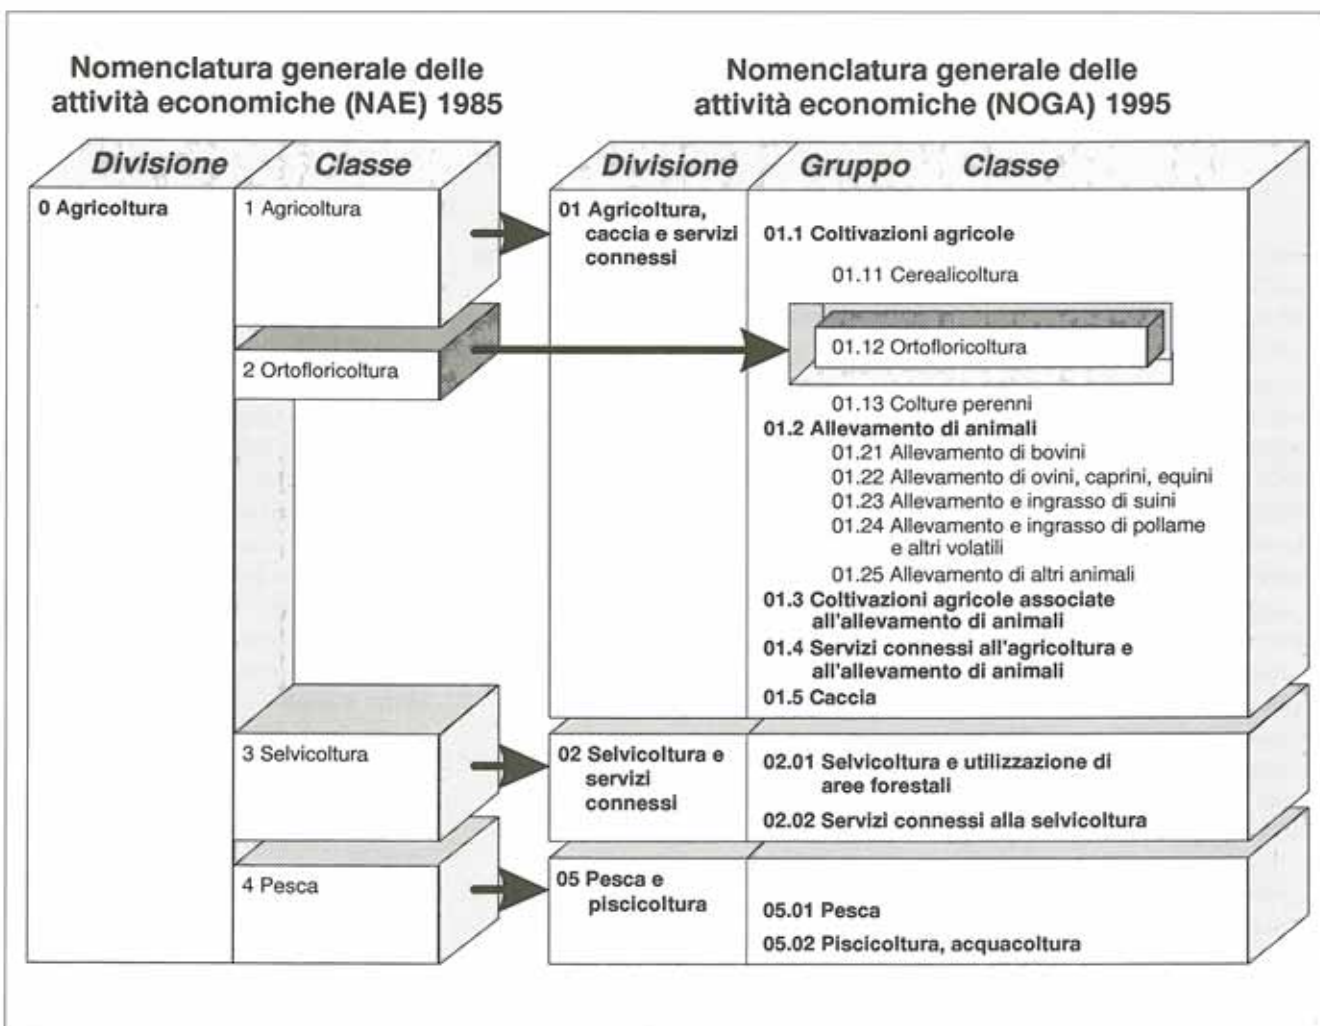 Nomenclatura generale delle
attività economiche (NAE) 1985
Divisione Classe
0 Agricoltura
1 Agricoltura
2 Ortofloricoltura
3 Selvicoltura
4 Pesca
Nomenclatura generale delle
attività economiche (NOGA) 1995
Divisione Gruppo Classe
01 Agricoltura,
caccia e servizi
connessi
01.1 Coltivazioni agricole
01.11 Cerealicoltura
01.12 Ortofloricoltura
01.13 Colture perenni
01.2 Allevamento di animali
01.21 Allevamento di bovini
01.22 Allevamento di ovini, caprini, equini
01.23 Allevamento e ingrasso di suini
01.24 Allevamento e ingrasso di pollame
e altri volatili
01.25 Allevamento di altri animali
01.3 Coltivazioni agricole associate
all'allevamento di animali
01.4 Servizi connessi all'agricoltura e
all'allevamento di animali
01.5 Caccia
02 Selvicoltura e
servizi
connessi
02.01 Selvicoltura e utilizzazione di
aree forestali
02.02 Servizi connessi alla selvicoltura
05 Pesca e
piscicoltura
05.01 Pesca
05.02 Piscicoltura, acquacoltura